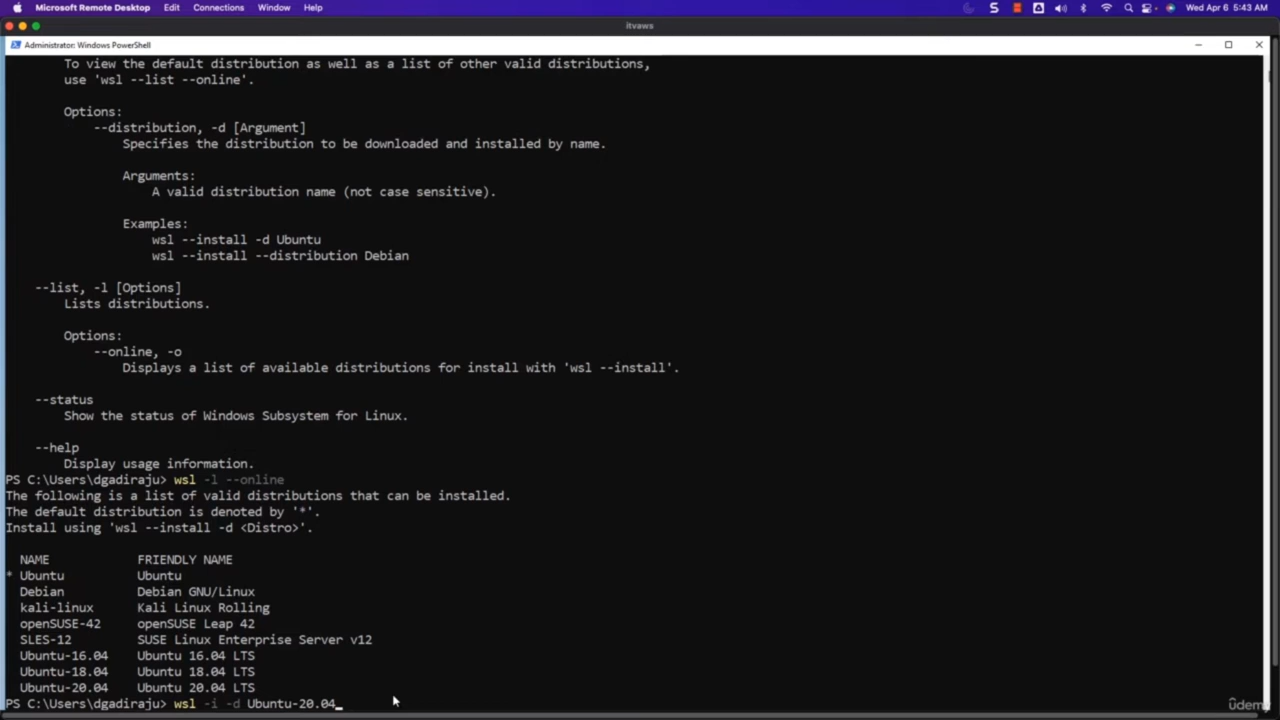 Microsoft Remote Desktop Edit Connections Window Help Wed Apr 6 5:43 AM
itvaws
Administrator: Windows PowerShell
To view the default distribution as well as a list of other valid distributions,
use 'wsl --list --online'.
Options:
--distribution, -d [Argument]
Specifies the distribution to be downloaded and installed by name.
Arguments:
A valid distribution name (not case sensitive).
Examples:
wsl --install -d Ubuntu
wsl --install --distribution Debian
--list, -l [Options]
Lists distributions.
Options:
--online, -o
Displays a list of available distributions for install with 'wsl --install'.
--status
Show the status of Windows Subsystem for Linux.
--help
Display usage information.
PS C:\Users\dgadiraju> wsl -l --online
The following is a list of valid distributions that can be installed.
The default distribution is denoted by '*'.
Install using 'wsl --install -d <Distro>'.
NAME FRIENDLY NAME
* Ubuntu Ubuntu
Debian Debian GNU/Linux
kali-linux Kali Linux Rolling
openSUSE-42 openSUSE Leap 42
SLES-12 SUSE Linux Enterprise Server v12
Ubuntu-16.04 Ubuntu 16.04 LTS
Ubuntu-18.04 Ubuntu 18.04 LTS
Ubuntu-20.04 Ubuntu 20.04 LTS
PS C:\Users\dgadiraju> wsl -i -d Ubuntu-20.04_
ûdemy